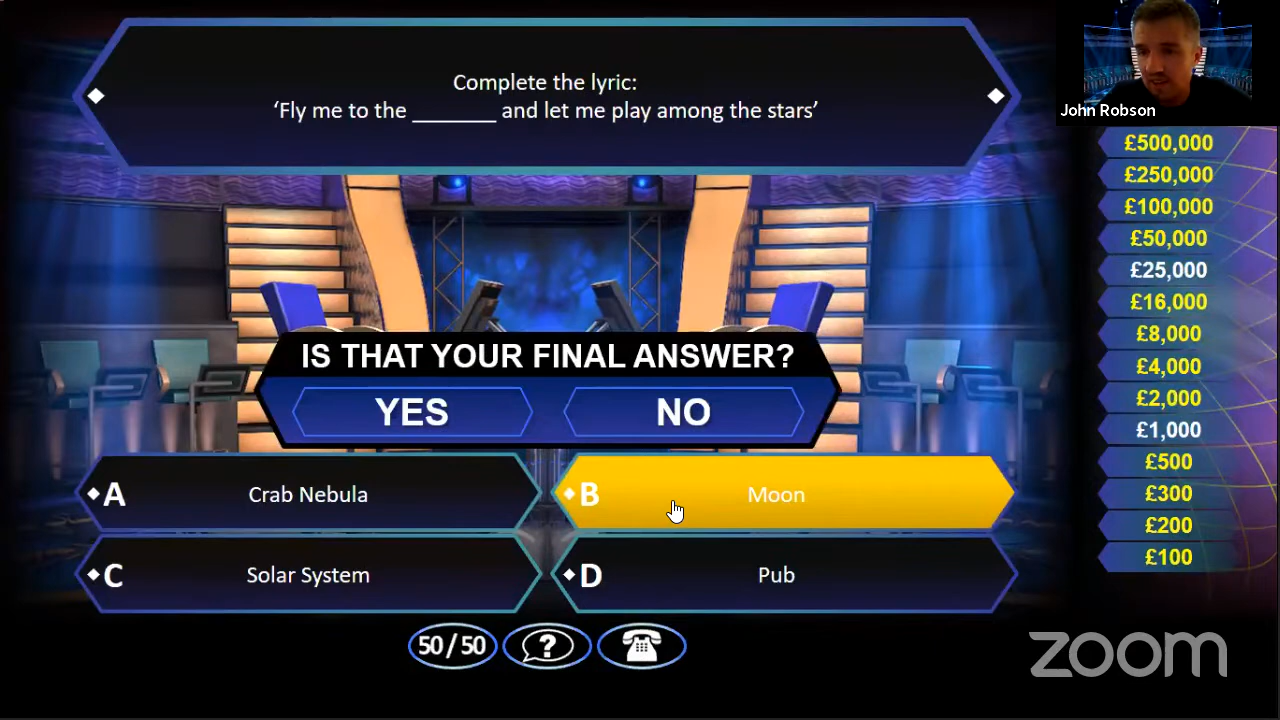 Complete the lyric:
‘Fly me to the _______ and let me play among the stars’
John Robson
£500,000
£250,000
£100,000
£50,000
£25,000
£16,000
£8,000
£4,000
£2,000
£1,000
£500
£300
£200
£100
IS THAT YOUR FINAL ANSWER?
YES
NO
A Crab Nebula
B Moon
C Solar System
D Pub
50/50
?
zoom